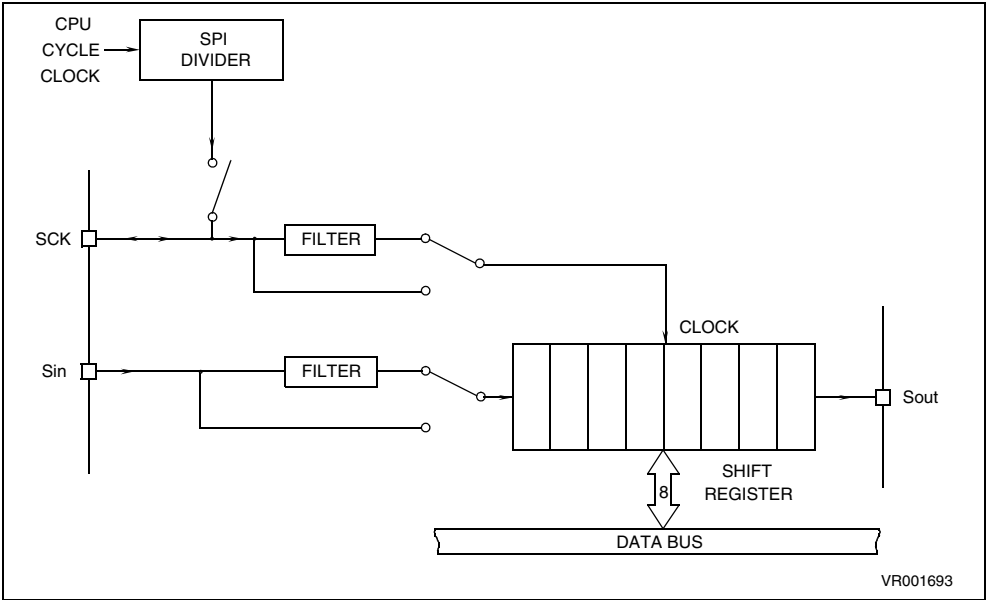 CPU
CYCLE
CLOCK
SPI
DIVIDER
SCK
FILTER
CLOCK
Sin
FILTER
Sout
8
SHIFT
REGISTER
DATA BUS
VR001693